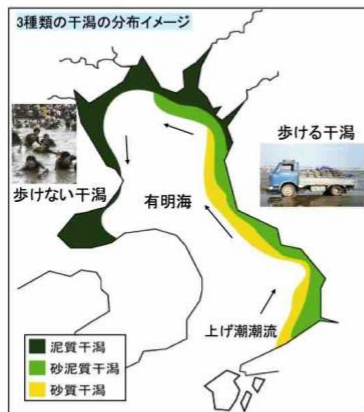 3種類の干潟の分布イメージ
歩けない干潟
歩ける干潟
有明海
上げ潮潮流
泥質干潟
砂泥質干潟
砂質干潟